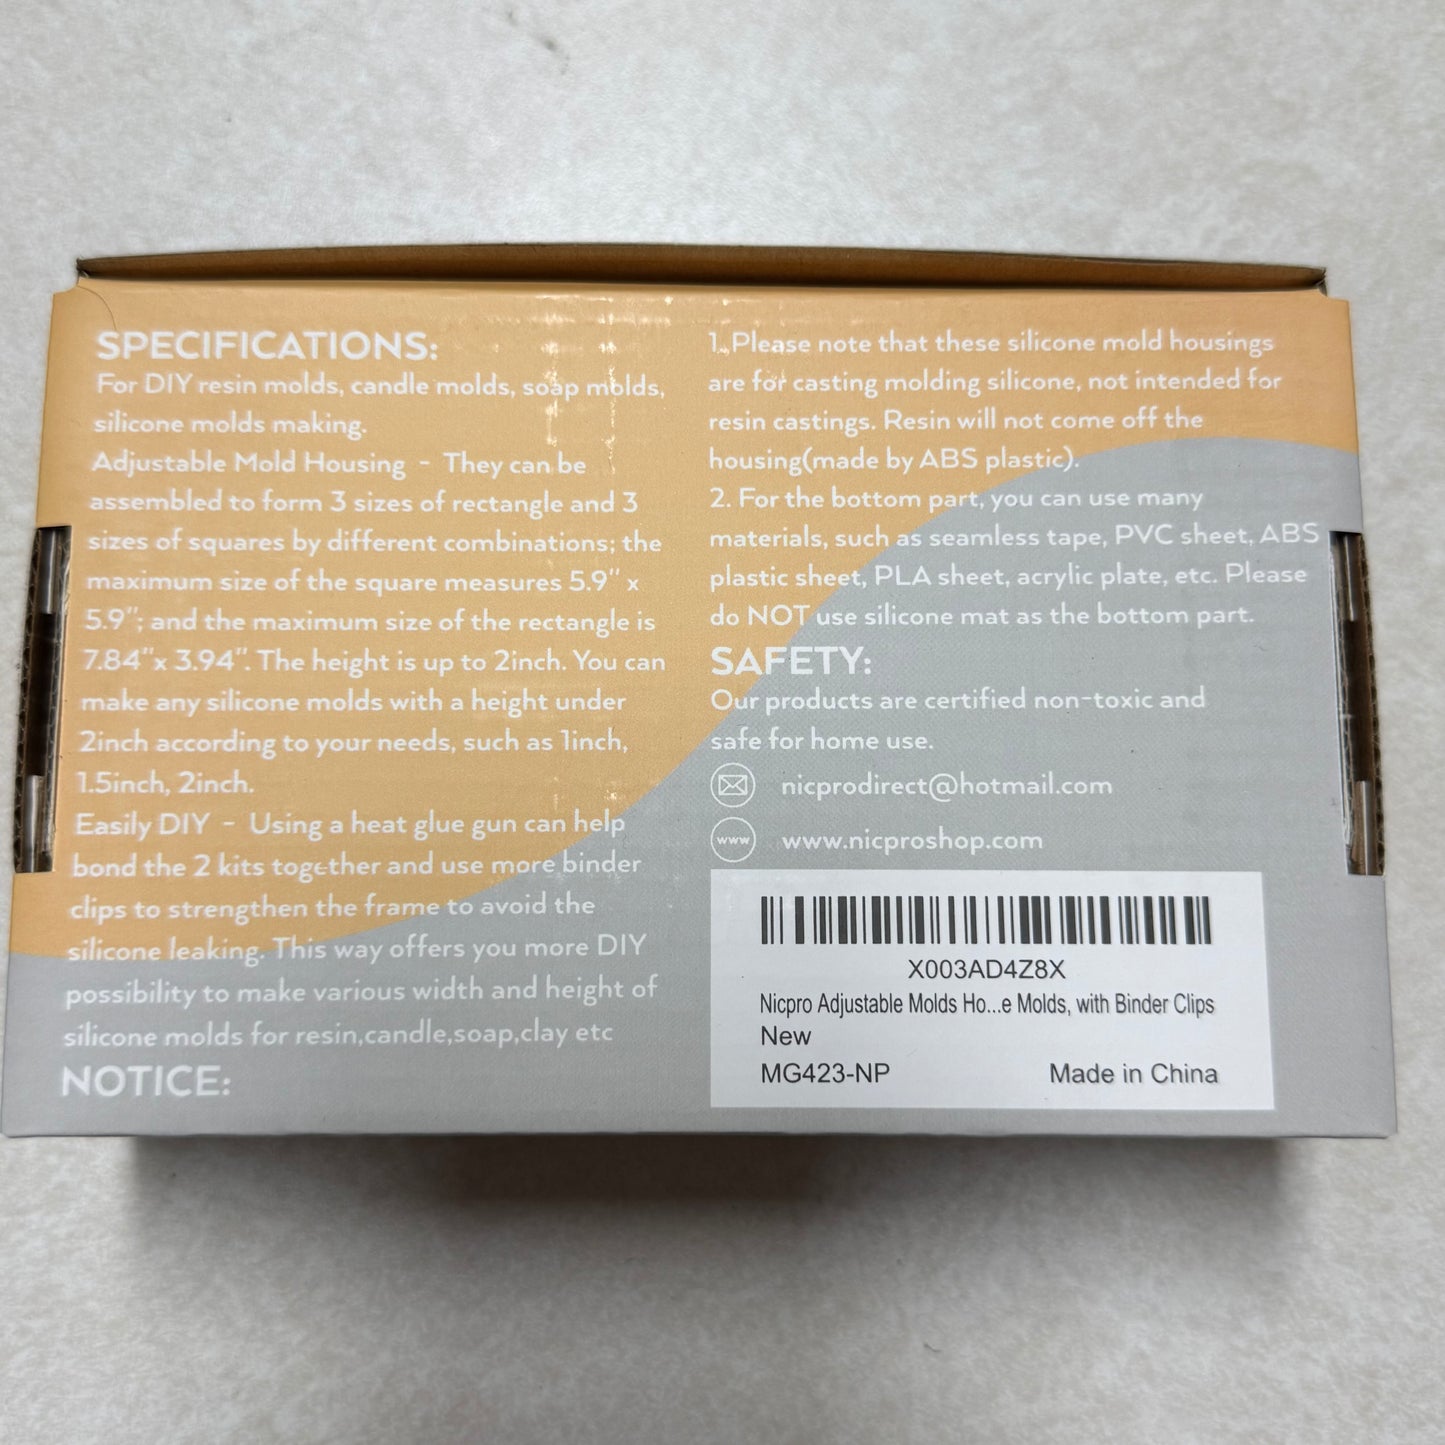 SPECIFICATIONS:
For DIY resin molds, candle molds, soap molds,
silicone molds making.
Adjustable Mold Housing - They can be
assembled to form 3 sizes of rectangle and 3
sizes of squares by different combinations; the
maximum size of the square measures 5.9" x
5.9"; and the maximum size of the rectangle is
7.84"x 3.94". The height is up to 2inch. You can
make any silicone molds with a height under
2inch according to your needs, such as 1inch,
1.5inch, 2inch.
Easily DIY - Using a heat glue gun can help
bond the 2 kits together and use more binder
clips to strengthen the frame to avoid the
silicone leaking. This way offers you more DIY
possibility to make various width and height of
silicone molds for resin,candle,soap,clay etc
NOTICE:
1. Please note that these silicone mold housings
are for casting molding silicone, not intended for
resin castings. Resin will not come off the
housing(made by ABS plastic).
2. For the bottom part, you can use many
materials, such as seamless tape, PVC sheet, ABS
plastic sheet, PLA sheet, acrylic plate, etc. Please
do NOT use silicone mat as the bottom part.
SAFETY:
Our products are certified non-toxic and
safe for home use.
nicprodirect@hotmail.com
www www.nicproshop.com
X003AD4Z8X
Nicpro Adjustable Molds Ho...e Molds, with Binder Clips
New
MG423-NP Made in China